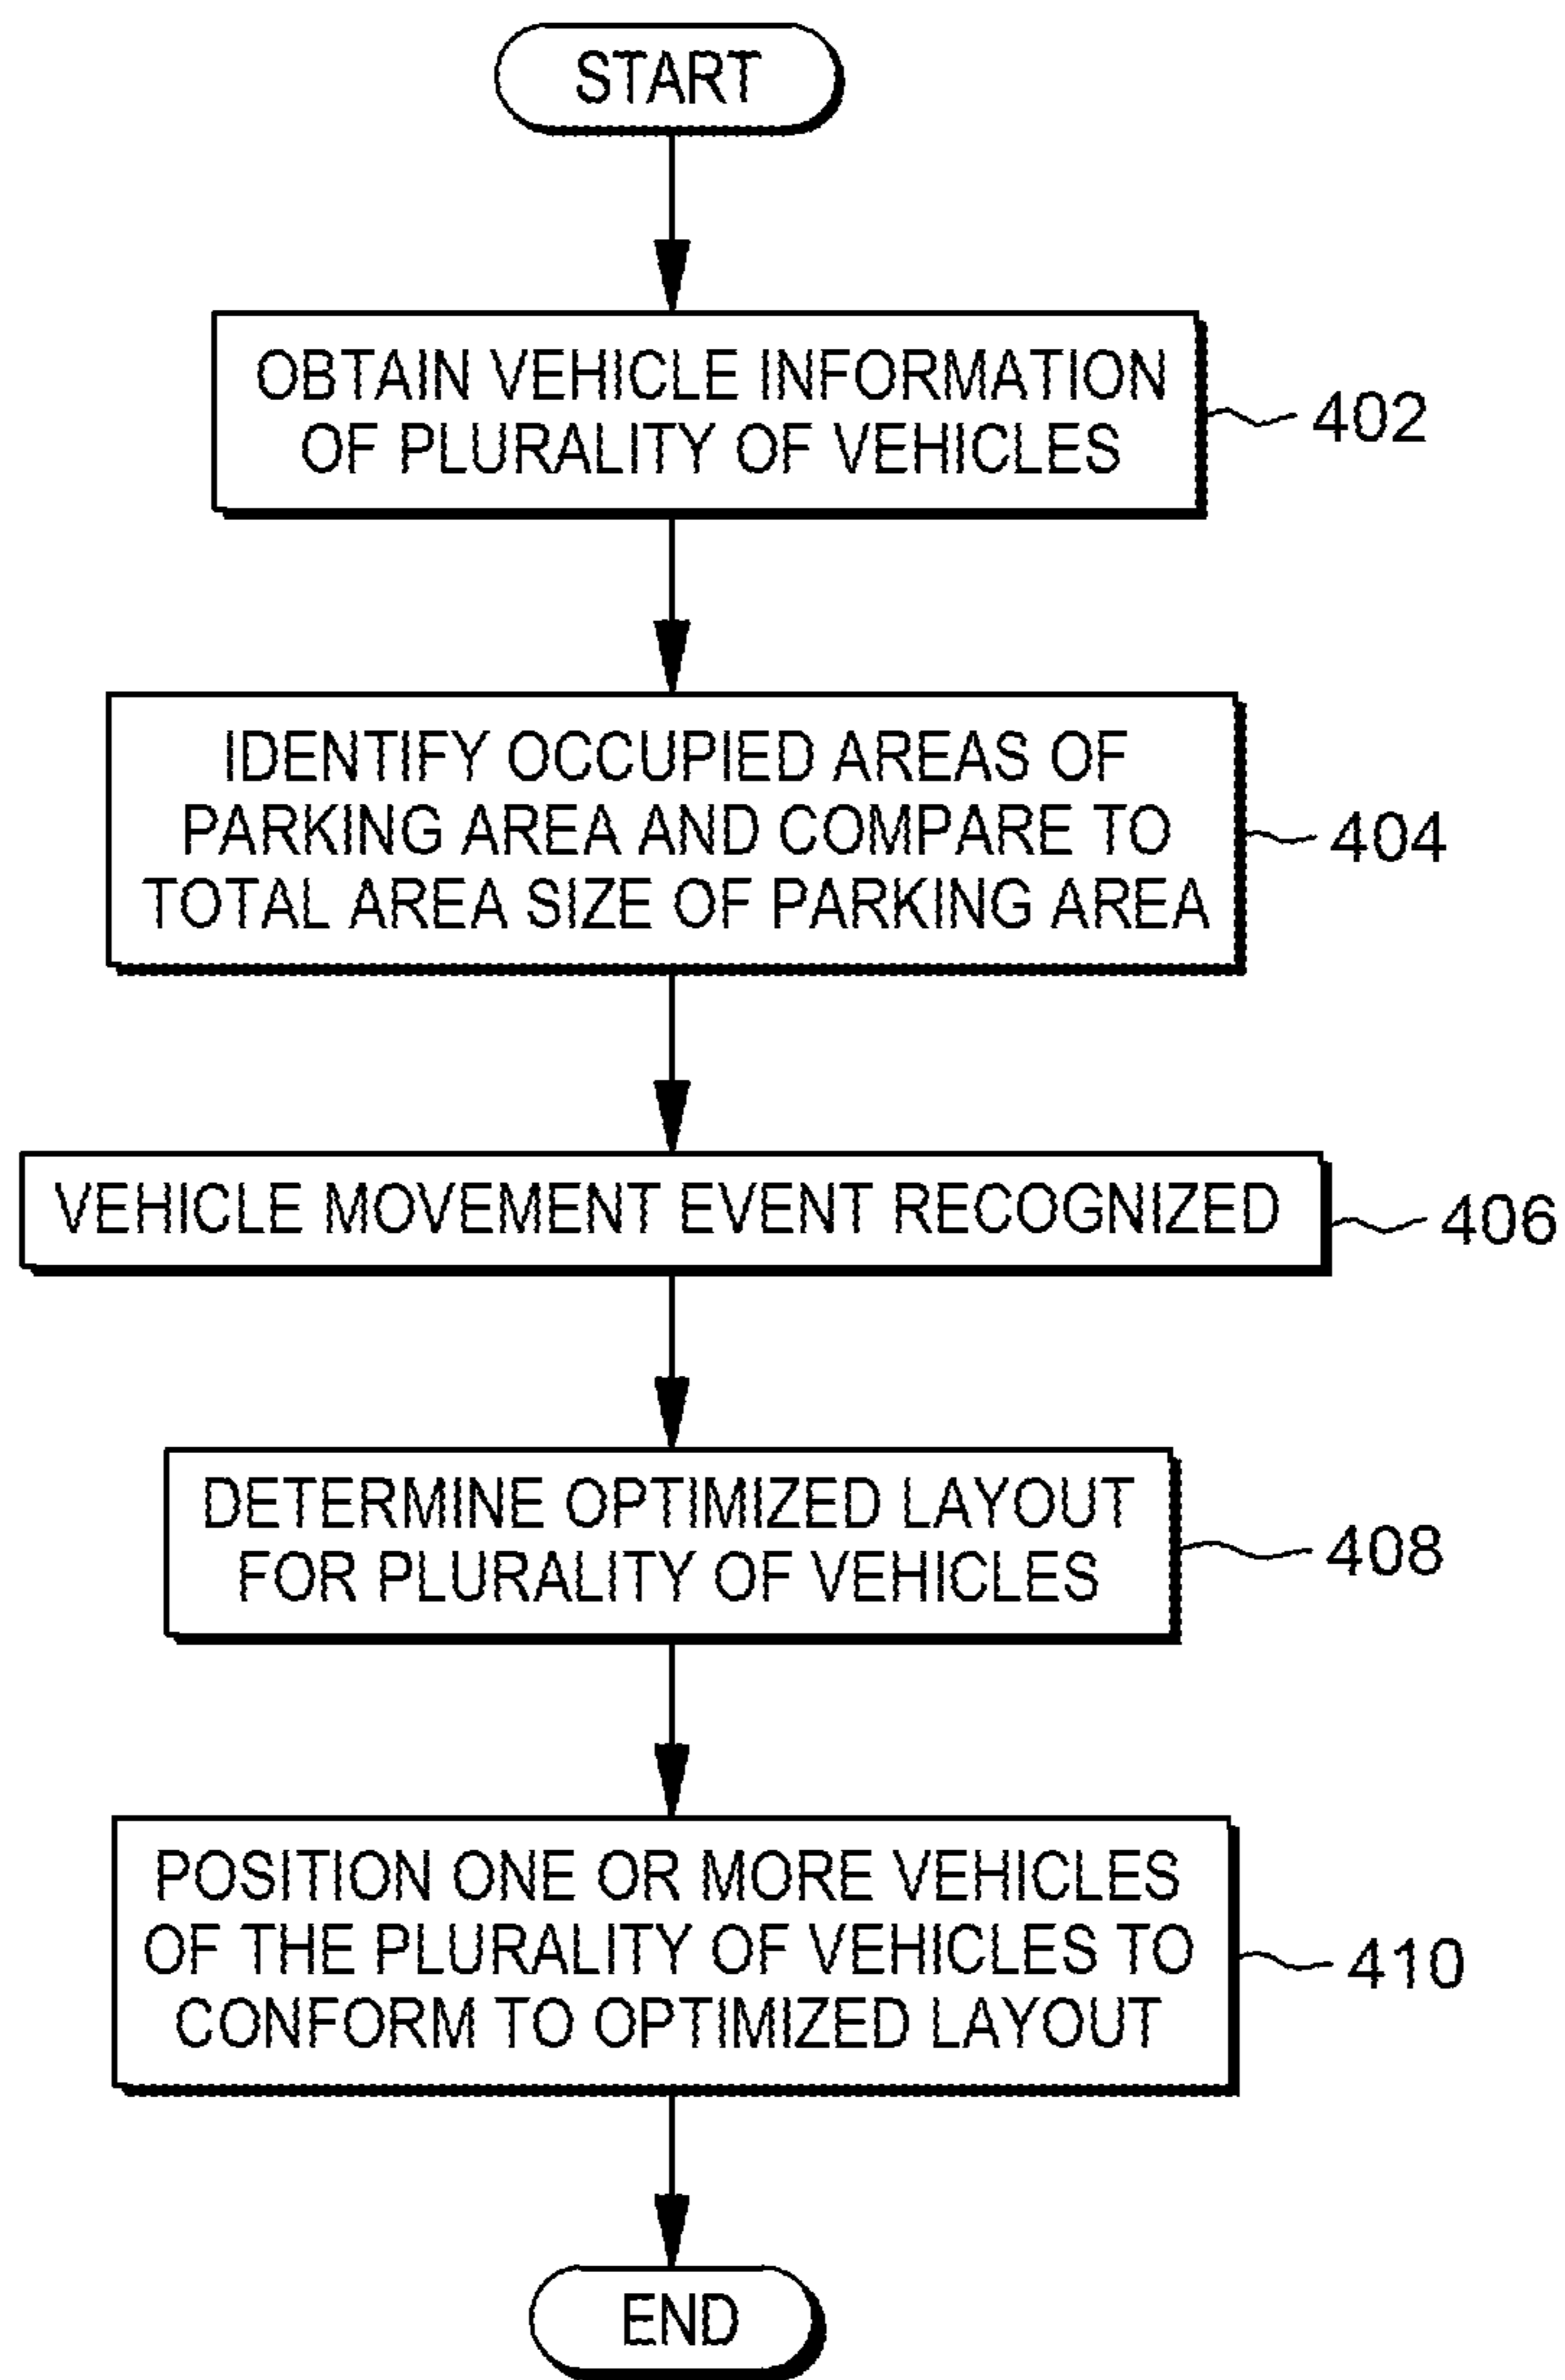 START
OBTAIN VEHICLE INFORMATION
OF PLURALITY OF VEHICLES
402
IDENTIFY OCCUPIED AREAS OF
PARKING AREA AND COMPARE TO
TOTAL AREA SIZE OF PARKING AREA
404
VEHICLE MOVEMENT EVENT RECOGNIZED
406
DETERMINE OPTIMIZED LAYOUT
FOR PLURALITY OF VEHICLES
408
POSITION ONE OR MORE VEHICLES
OF THE PLURALITY OF VEHICLES TO
CONFORM TO OPTIMIZED LAYOUT
410
END